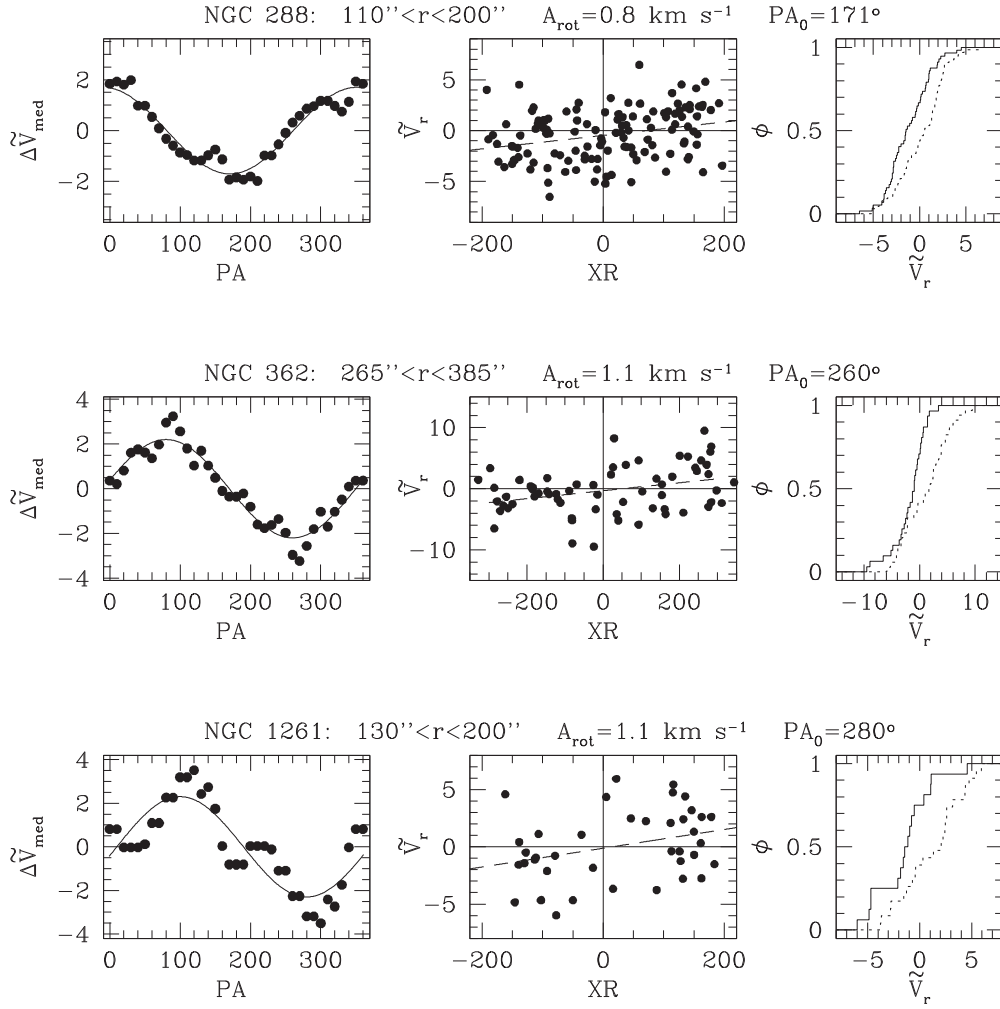 NGC 288: 110''<r<200'' A_rot=0.8 km s⁻¹ PA₀=171°
ΔṼ_med
2
0
−2
0 100 200 300
PA
Ṽ_r
5
0
−5
−200 0 200
XR
ϕ
1
0.5
0
−5 0 5
Ṽ_r
NGC 362: 265''<r<385'' A_rot=1.1 km s⁻¹ PA₀=260°
ΔṼ_med
4
2
0
−2
−4
0 100 200 300
PA
Ṽ_r
10
0
−10
−200 0 200
XR
ϕ
1
0.5
0
−10 0 10
Ṽ_r
NGC 1261: 130''<r<200'' A_rot=1.1 km s⁻¹ PA₀=280°
ΔṼ_med
4
2
0
−2
−4
0 100 200 300
PA
Ṽ_r
5
0
−5
−200 0 200
XR
ϕ
1
0.5
0
−5 0 5
Ṽ_r